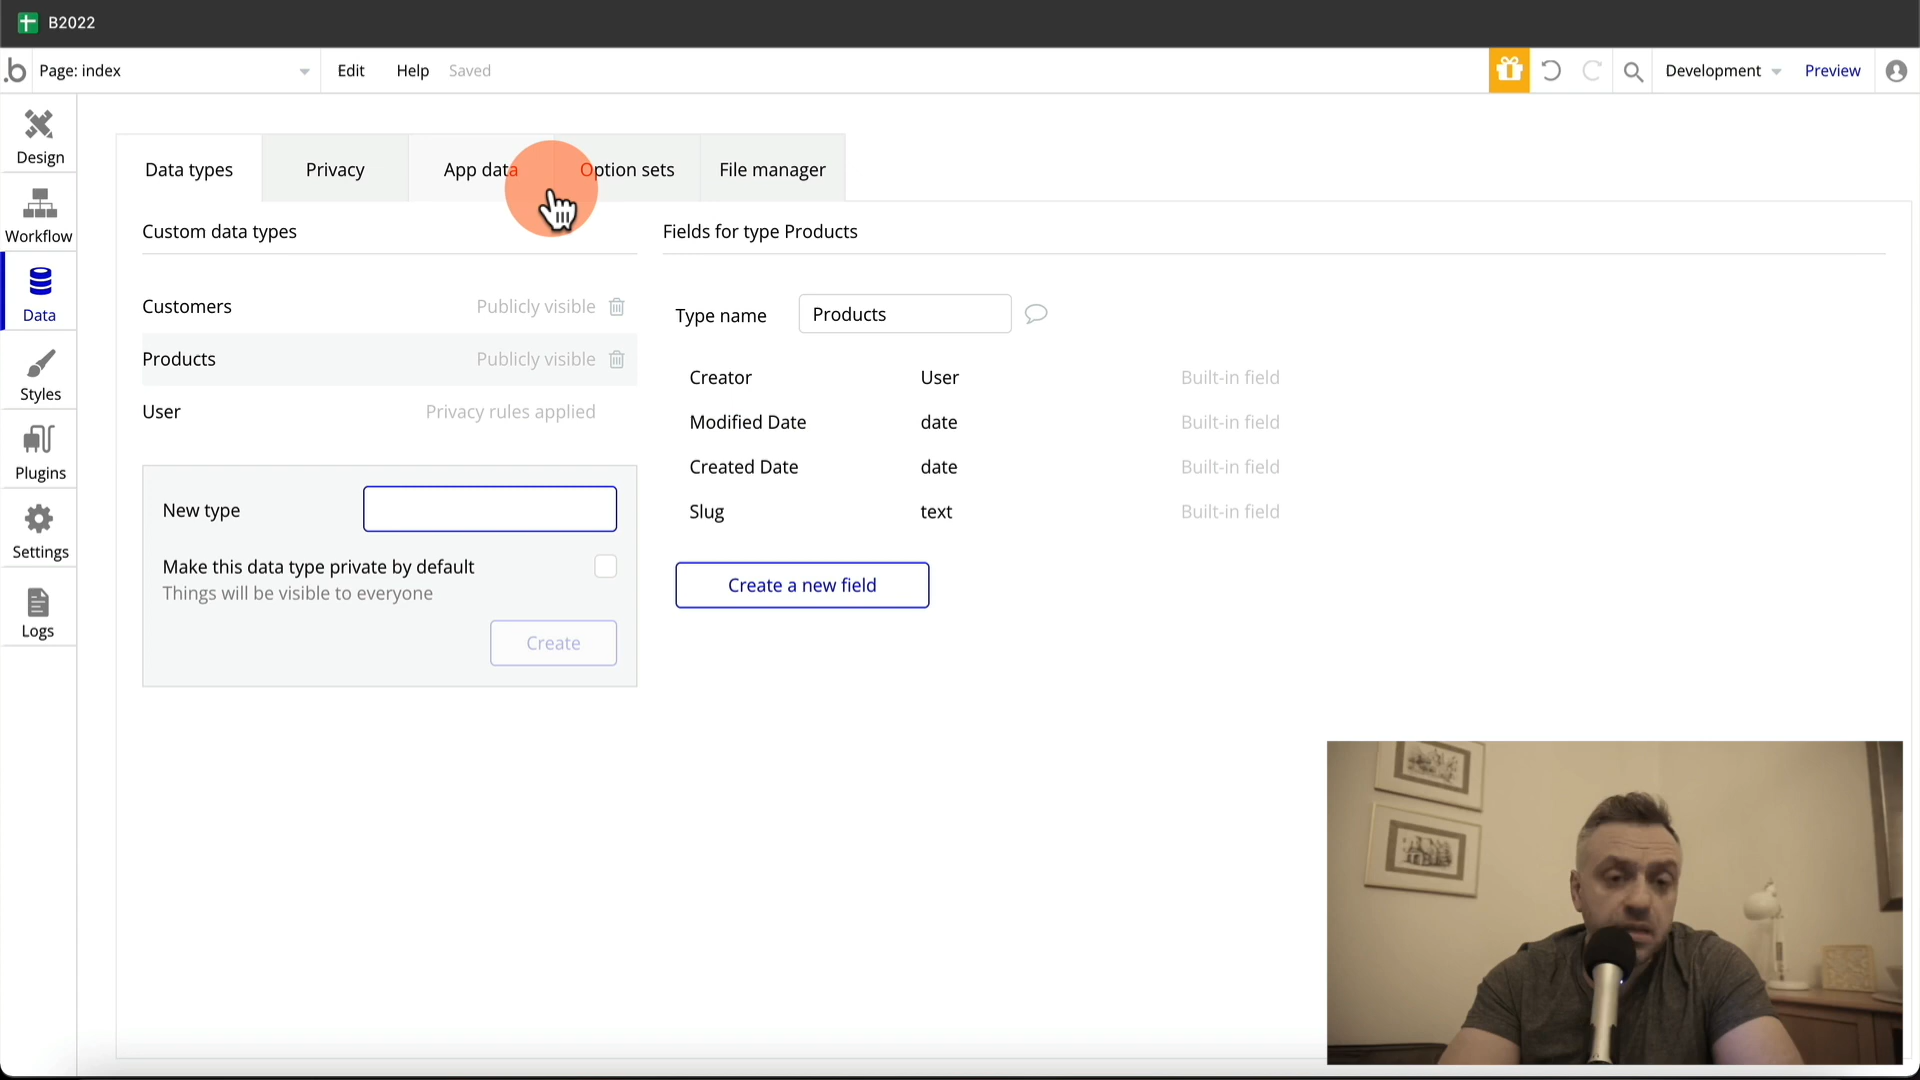 B2022
.b Page: index Edit Help Saved Development Preview
Design
Workflow
Data
Styles
Plugins
Settings
Logs
Data types Privacy App data Option sets File manager
Custom data types
Customers Publicly visible
Products Publicly visible
User Privacy rules applied
New type
Make this data type private by default
Things will be visible to everyone
Create
Fields for type Products
Type name Products
Creator User Built-in field
Modified Date date Built-in field
Created Date date Built-in field
Slug text Built-in field
Create a new field